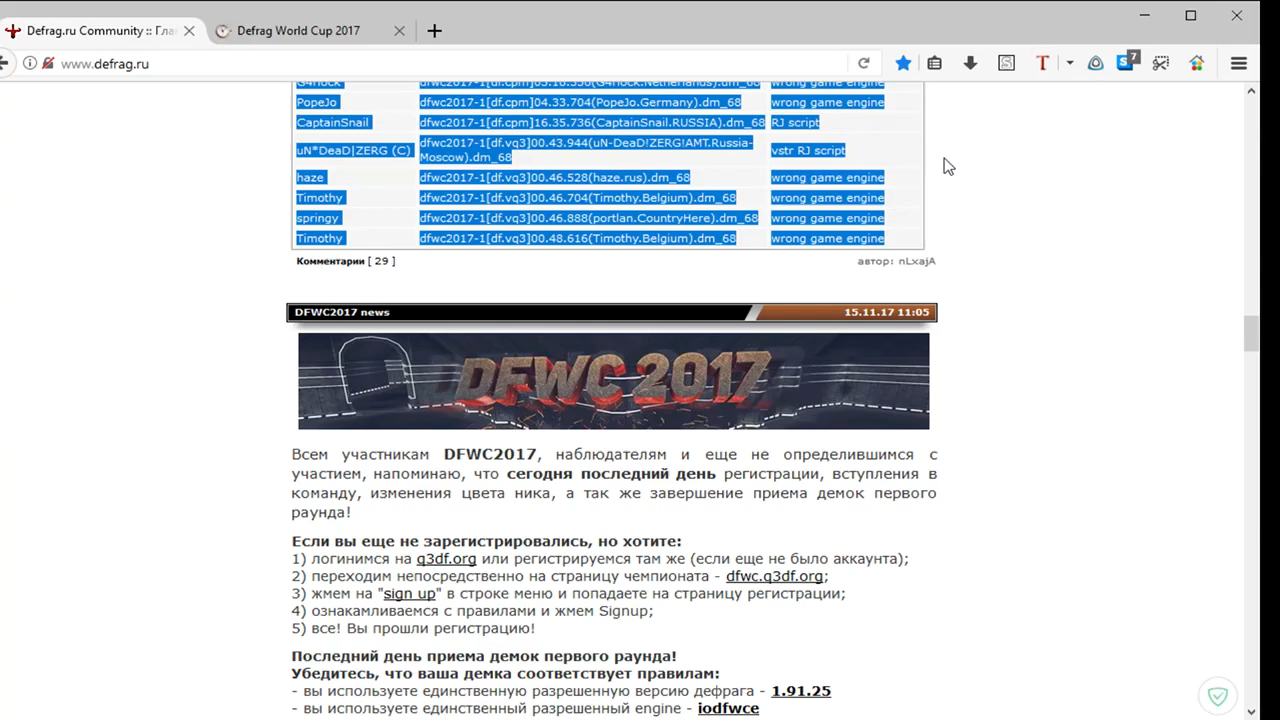 Defrag.ru Community :: Гла
Defrag World Cup 2017
www.defrag.ru
7
wrong game engine
PopeJo dfwc2017-1[df.cpm]04.33.704(PopeJo.Germany).dm_68 wrong game engine
CaptainSnail dfwc2017-1[df.cpm]16.35.736(CaptainSnail.RUSSIA).dm_68 RJ script
uN*DeaD|ZERG (C) dfwc2017-1[df.vq3]00.43.944(uN-DeaD!ZERG!AMT.Russia-
Moscow).dm_68 vstr RJ script
haze dfwc2017-1[df.vq3]00.46.528(haze.rus).dm_68 wrong game engine
Timothy dfwc2017-1[df.vq3]00.46.704(Timothy.Belgium).dm_68 wrong game engine
springy dfwc2017-1[df.vq3]00.46.888(portlan.CountryHere).dm_68 wrong game engine
Timothy dfwc2017-1[df.vq3]00.48.616(Timothy.Belgium).dm_68 wrong game engine
Комментарии [ 29 ] автор: nLxajA
DFWC2017 news 15.11.17 11:05
DFWC 2017
Всем участникам DFWC2017, наблюдателям и еще не определившимся с
участием, напоминаю, что сегодня последний день регистрации, вступления в
команду, изменения цвета ника, а так же завершение приема демок первого
раунда!
Если вы еще не зарегистрировались, но хотите:
1) логинимся на q3df.org или регистрируемся там же (если еще не было аккаунта);
2) переходим непосредственно на страницу чемпионата - dfwc.q3df.org;
3) жмем на "sign up" в строке меню и попадаете на страницу регистрации;
4) ознакамливаемся с правилами и жмем Signup;
5) все! Вы прошли регистрацию!
Последний день приема демок первого раунда!
Убедитесь, что ваша демка соответствует правилам:
- вы используете единственную разрешенную версию дефрага - 1.91.25
- вы используете единственный разрешенный engine - iodfwce